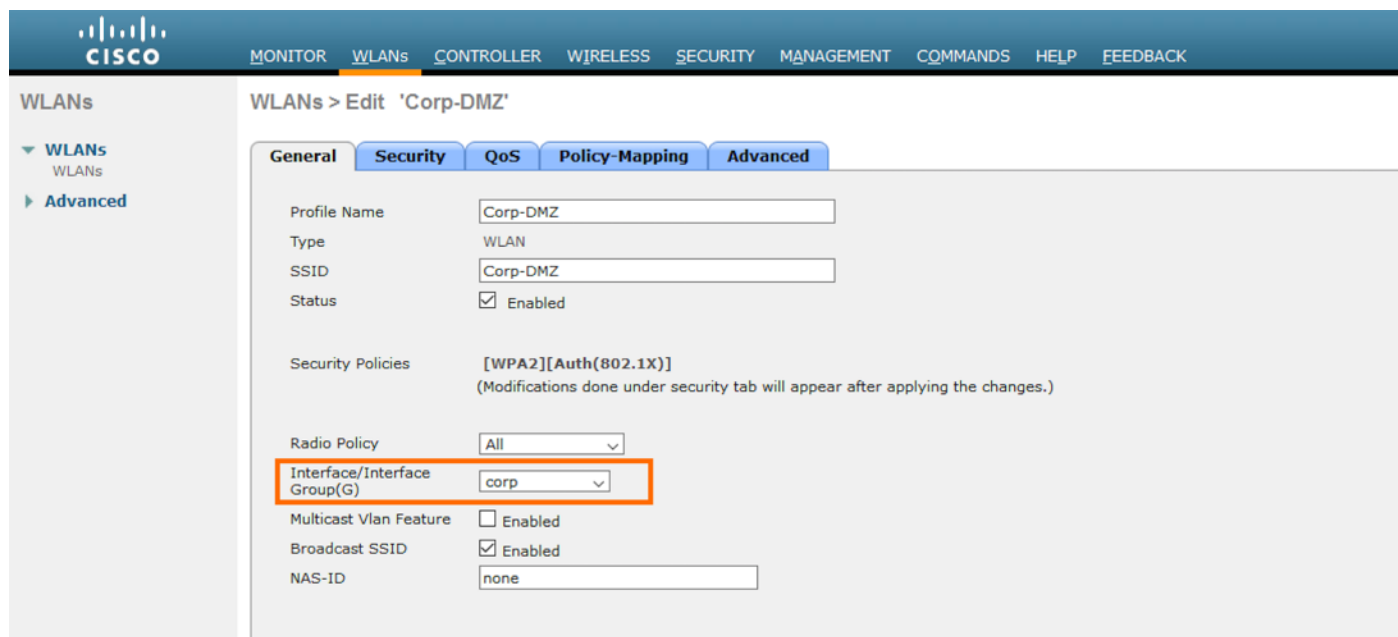 CISCO
MONITOR WLANs CONTROLLER WIRELESS SECURITY MANAGEMENT COMMANDS HELP FEEDBACK
WLANs
WLANs
WLANs
Advanced
WLANs > Edit 'Corp-DMZ'
General Security QoS Policy-Mapping Advanced
Profile Name Corp-DMZ
Type WLAN
SSID Corp-DMZ
Status Enabled
Security Policies [WPA2][Auth(802.1X)]
(Modifications done under security tab will appear after applying the changes.)
Radio Policy All
Interface/Interface
Group(G) corp
Multicast Vlan Feature Enabled
Broadcast SSID Enabled
NAS-ID none